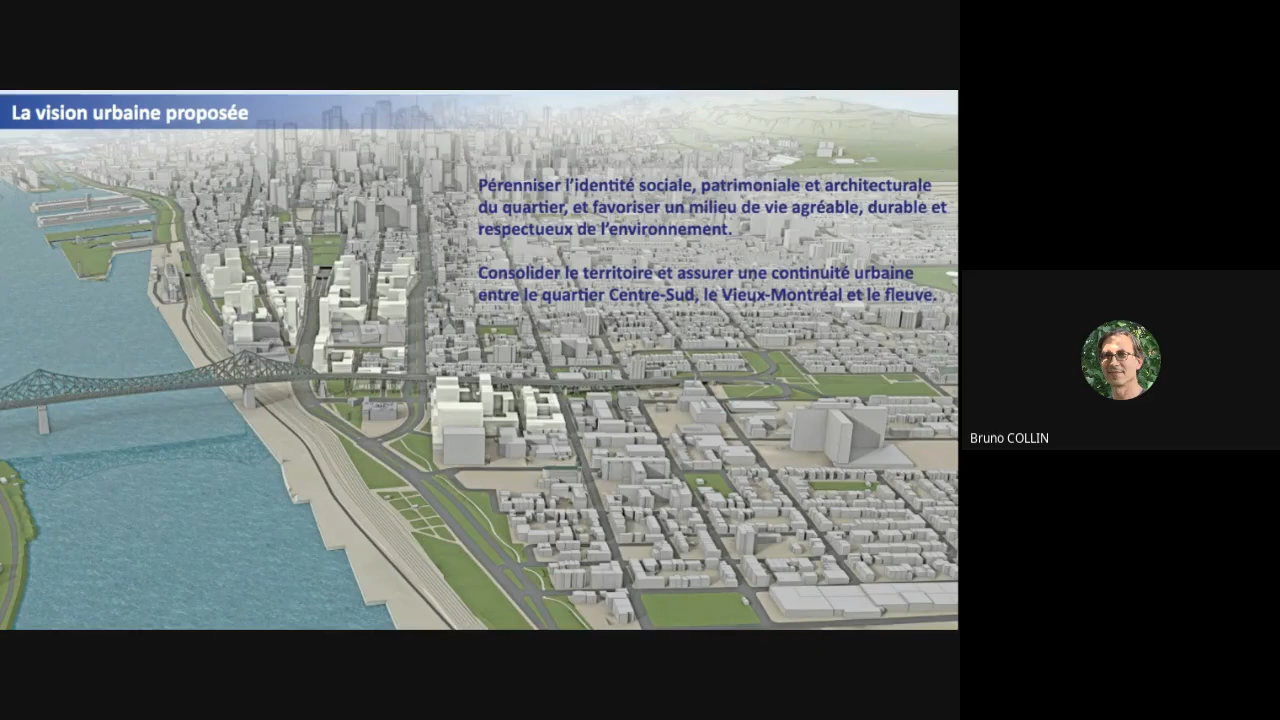 La vision urbaine proposée
Pérenniser l'identité sociale, patrimoniale et architecturale
du quartier, et favoriser un milieu de vie agréable, durable et
respectueux de l'environnement.
Consolider le territoire et assurer une continuité urbaine
entre le quartier Centre-Sud, le Vieux-Montréal et le fleuve.
Bruno COLLIN